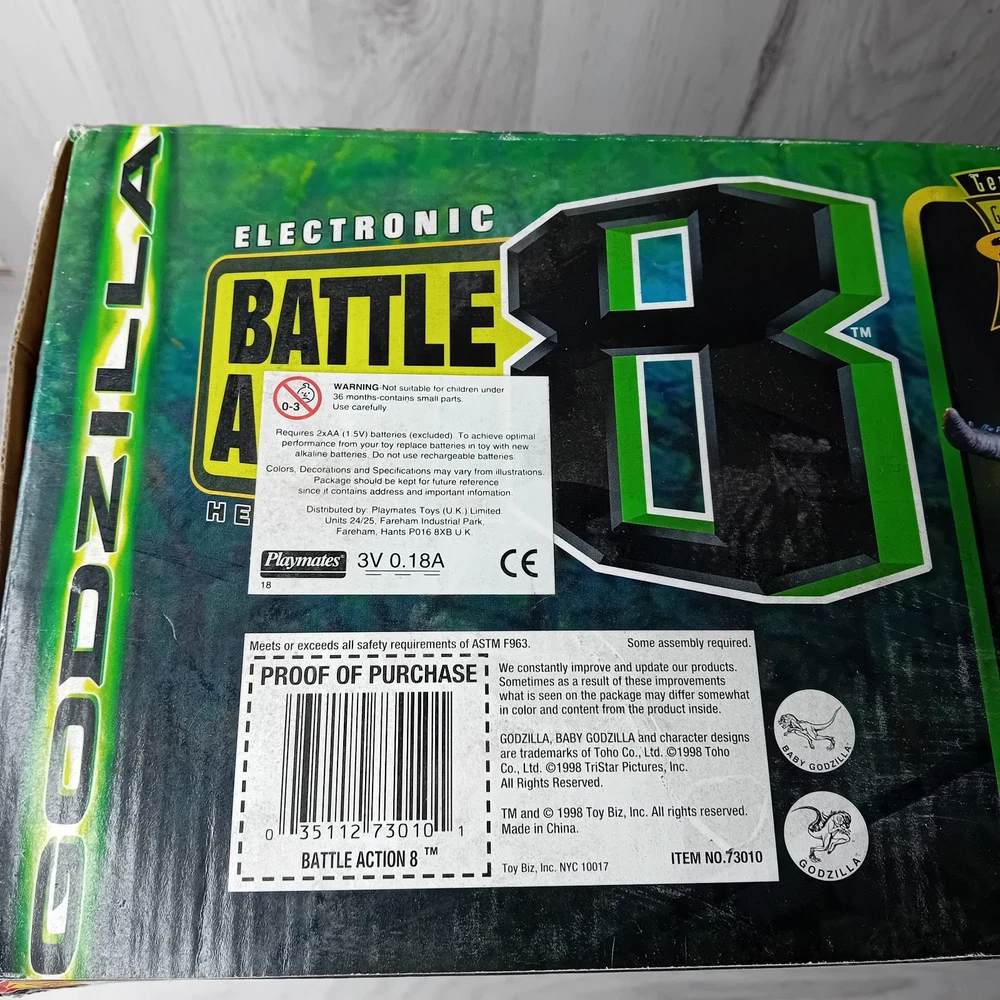 GODZILLA
ELECTRONIC
BATTLE
8
TM
0-3
WARNING-Not suitable for children under
36 months-contains small parts.
Use carefully
Requires 2xAA (1.5V) batteries (excluded). To achieve optimal
performance from your toy replace batteries in toy with new
alkaline batteries. Do not use rechargeable batteries.
Colors, Decorations and Specifications may vary from illustrations.
Package should be kept for future reference
since it contains address and important infomation.
Distributed by: Playmates Toys (U.K.) Limited.
Units 24/25, Fareham Industrial Park,
Fareham, Hants P016 8XB U.K.
Playmates® 3V 0.18A
CE
18
Meets or exceeds all safety requirements of ASTM F963.
Some assembly required.
PROOF OF PURCHASE
0 35112 73010 1
BATTLE ACTION 8 ™
We constantly improve and update our products.
Sometimes as a result of these improvements
what is seen on the package may differ somewhat
in color and content from the product inside.
GODZILLA, BABY GODZILLA and character designs
are trademarks of Toho Co., Ltd. ©1998 Toho
Co., Ltd. ©1998 TriStar Pictures, Inc.
All Rights Reserved.
TM and © 1998 Toy Biz, Inc. All rights reserved.
Made in China.
Toy Biz, Inc. NYC 10017
ITEM NO.73010
BABY GODZILLA™
GODZILLA™